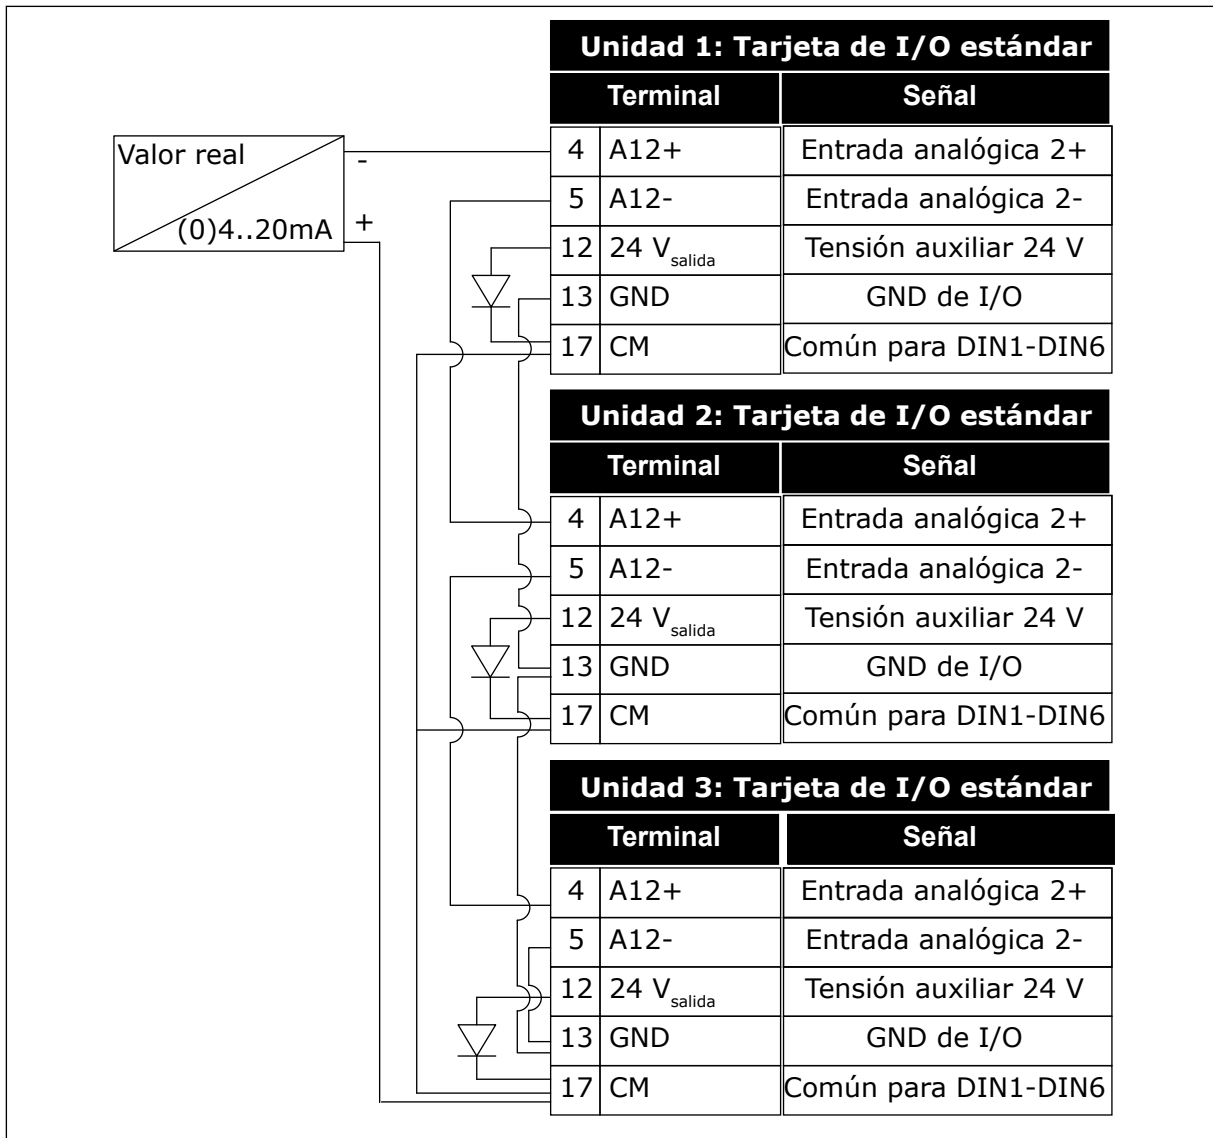 Unidad 1: Tarjeta de I/O estándar
Terminal Señal
Valor real
-
(0)4..20mA
+
4 A12+ Entrada analógica 2+
5 A12- Entrada analógica 2-
12 24 Vsalida Tensión auxiliar 24 V
13 GND GND de I/O
17 CM Común para DIN1-DIN6
Unidad 2: Tarjeta de I/O estándar
Terminal Señal
4 A12+ Entrada analógica 2+
5 A12- Entrada analógica 2-
12 24 Vsalida Tensión auxiliar 24 V
13 GND GND de I/O
17 CM Común para DIN1-DIN6
Unidad 3: Tarjeta de I/O estándar
Terminal Señal
4 A12+ Entrada analógica 2+
5 A12- Entrada analógica 2-
12 24 Vsalida Tensión auxiliar 24 V
13 GND GND de I/O
17 CM Común para DIN1-DIN6